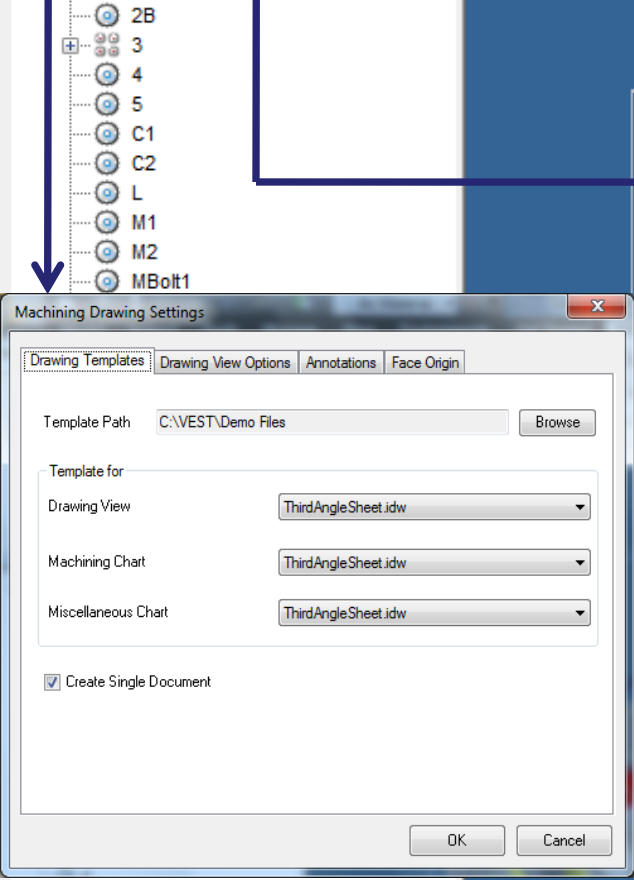 2B
3
4
5
C1
C2
L
M1
M2
MBolt1
Machining Drawing Settings
Drawing Templates Drawing View Options Annotations Face Origin
Template Path C:\VEST\Demo Files Browse
Template for
Drawing View ThirdAngleSheet.idw
Machining Chart ThirdAngleSheet.idw
Miscellaneous Chart ThirdAngleSheet.idw
Create Single Document
OK Cancel